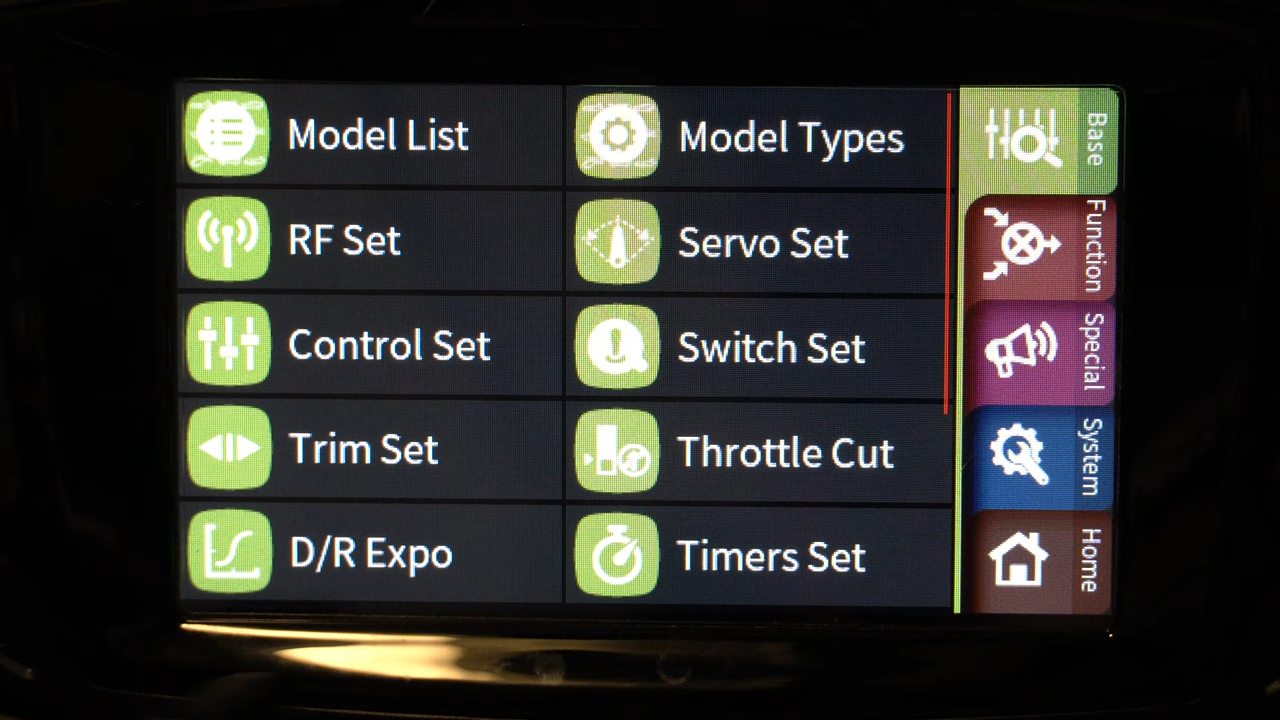 Model List
Model Types
RF Set
Servo Set
Control Set
Switch Set
Trim Set
Throttle Cut
D/R Expo
Timers Set
Base
Function
Special
System
Home